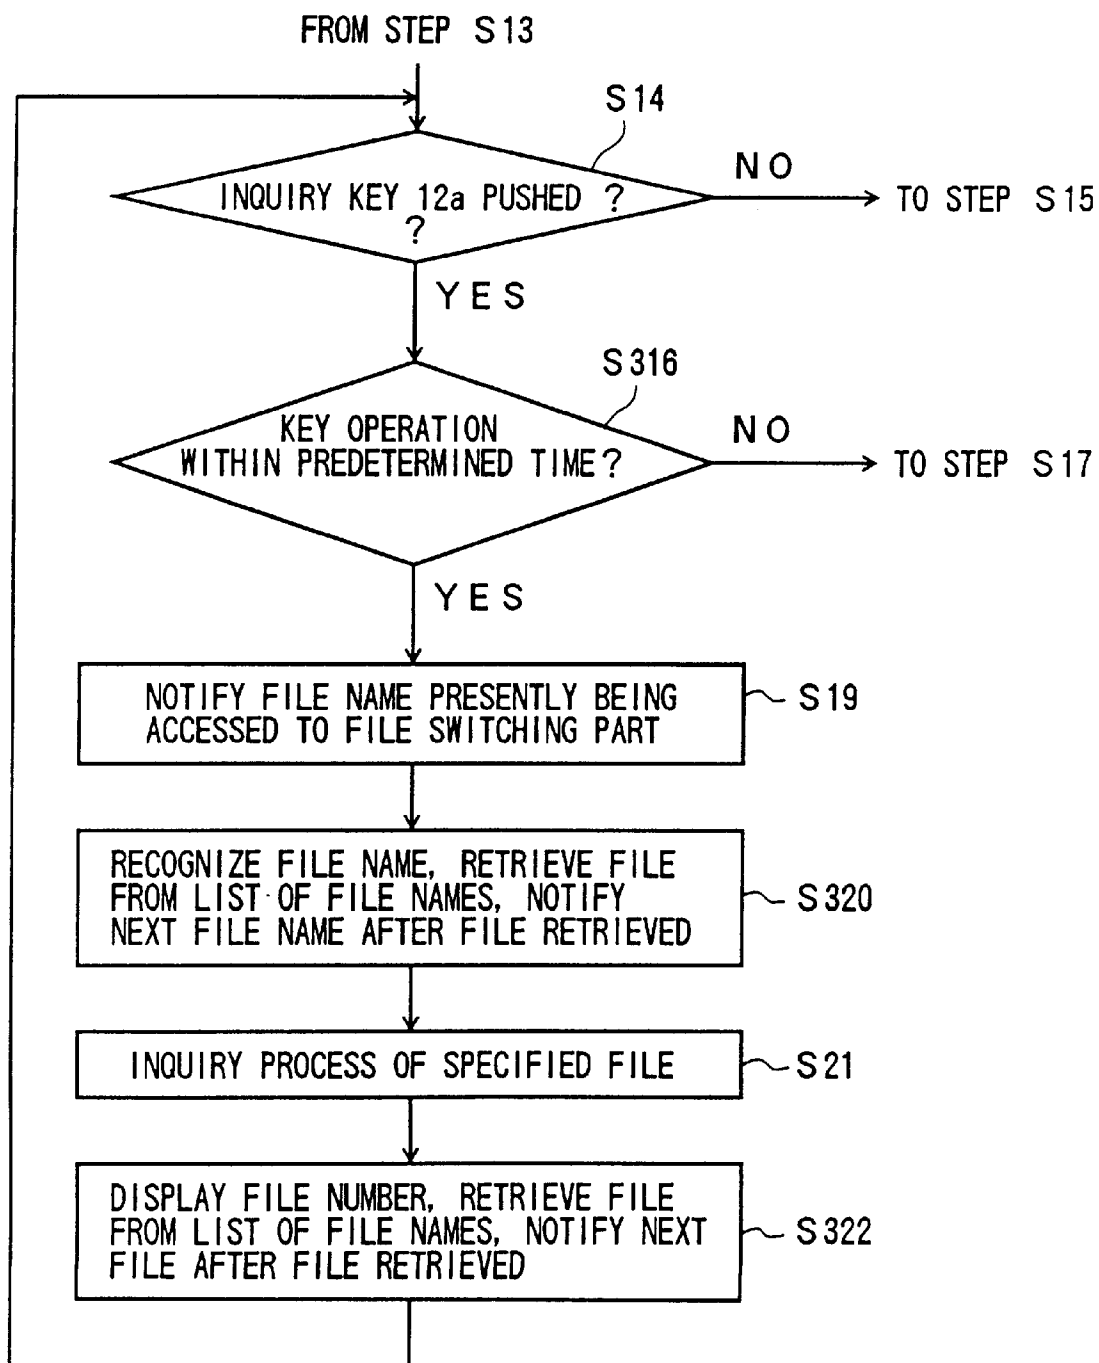 FROM STEP S13
S14
INQUIRY KEY 12a PUSHED ?
?
NO
TO STEP S15
YES
S316
KEY OPERATION
WITHIN PREDETERMINED TIME?
NO
TO STEP S17
YES
NOTIFY FILE NAME PRESENTLY BEING
ACCESSED TO FILE SWITCHING PART
S19
RECOGNIZE FILE NAME, RETRIEVE FILE
FROM LIST OF FILE NAMES, NOTIFY
NEXT FILE NAME AFTER FILE RETRIEVED
S320
INQUIRY PROCESS OF SPECIFIED FILE
S21
DISPLAY FILE NUMBER, RETRIEVE FILE
FROM LIST OF FILE NAMES, NOTIFY NEXT
FILE AFTER FILE RETRIEVED
S322